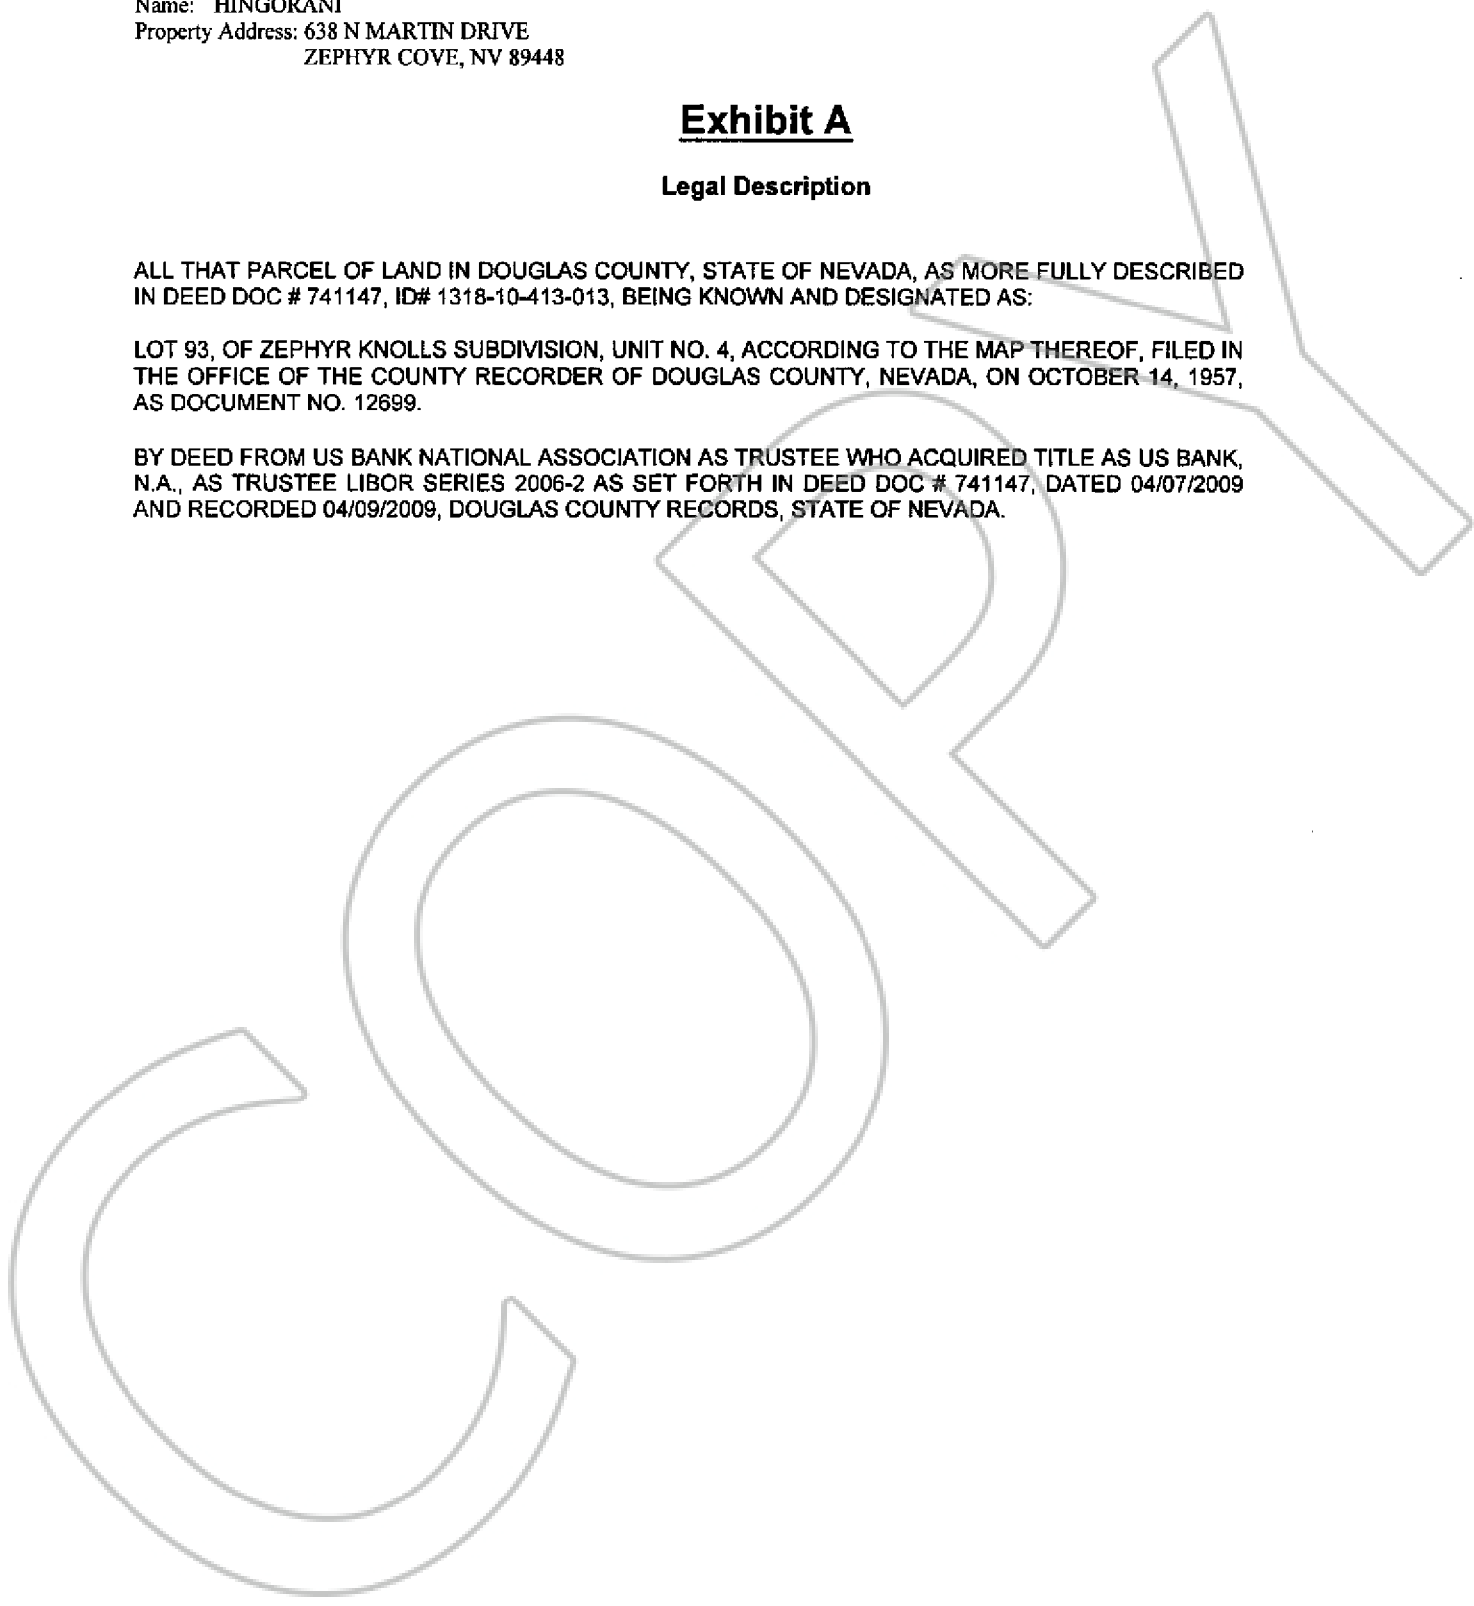 Name: HINGORANI
Property Address: 638 N MARTIN DRIVE
ZEPHYR COVE, NV 89448
Exhibit A
Legal Description
ALL THAT PARCEL OF LAND IN DOUGLAS COUNTY, STATE OF NEVADA, AS MORE FULLY DESCRIBED
IN DEED DOC # 741147, ID# 1318-10-413-013, BEING KNOWN AND DESIGNATED AS:
LOT 93, OF ZEPHYR KNOLLS SUBDIVISION, UNIT NO. 4, ACCORDING TO THE MAP THEREOF, FILED IN
THE OFFICE OF THE COUNTY RECORDER OF DOUGLAS COUNTY, NEVADA, ON OCTOBER 14, 1957,
AS DOCUMENT NO. 12699.
BY DEED FROM US BANK NATIONAL ASSOCIATION AS TRUSTEE WHO ACQUIRED TITLE AS US BANK,
N.A., AS TRUSTEE LIBOR SERIES 2006-2 AS SET FORTH IN DEED DOC # 741147, DATED 04/07/2009
AND RECORDED 04/09/2009, DOUGLAS COUNTY RECORDS, STATE OF NEVADA.
COPY